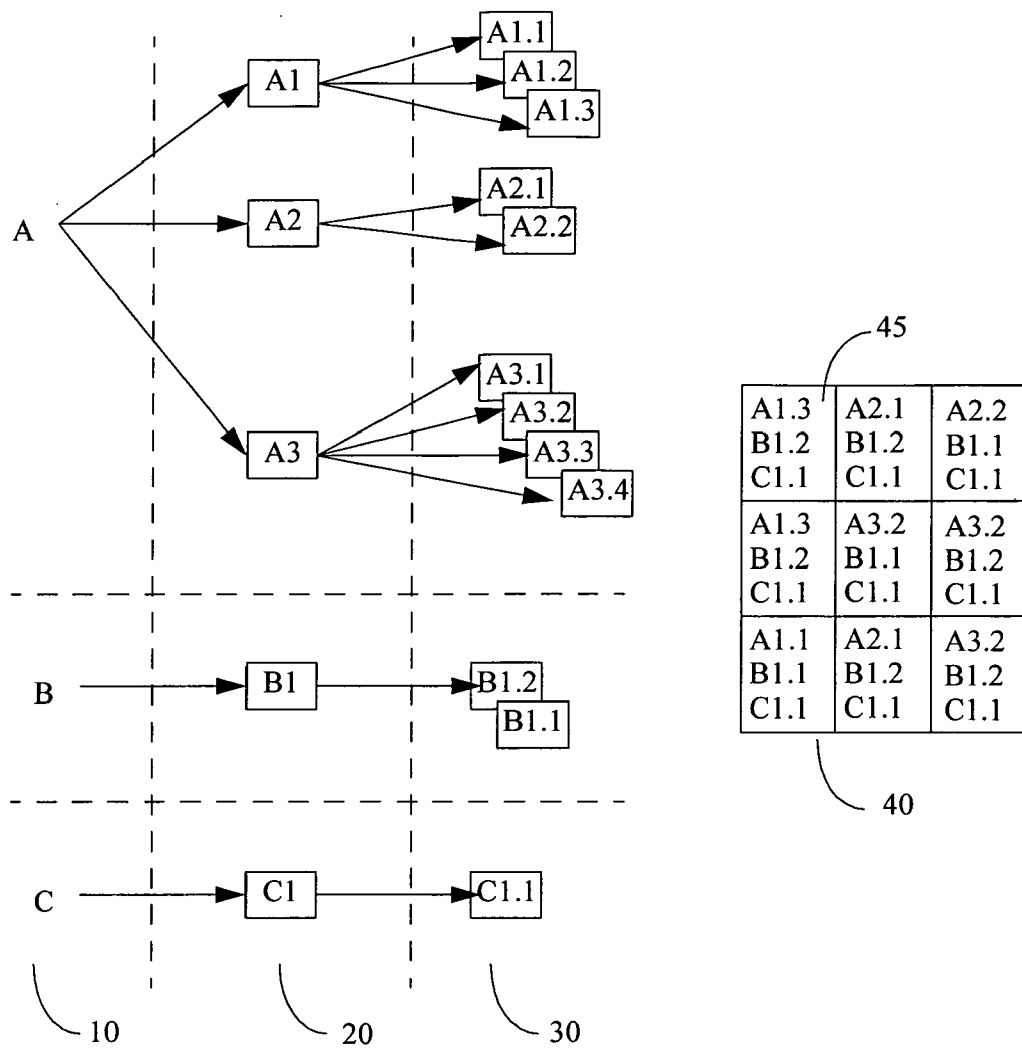 A1.1
A1
A1.2
A1.3
A
A2
A2.1
A2.2
A3
A3.1
A3.2
A3.3
A3.4
B
B1
B1.2
B1.1
C
C1
C1.1
10
20
30
45
A1.3 A2.1 A2.2
B1.2 B1.2 B1.1
C1.1 C1.1 C1.1
A1.3 A3.2 A3.2
B1.2 B1.1 B1.2
C1.1 C1.1 C1.1
A1.1 A2.1 A3.2
B1.1 B1.2 B1.2
C1.1 C1.1 C1.1
40